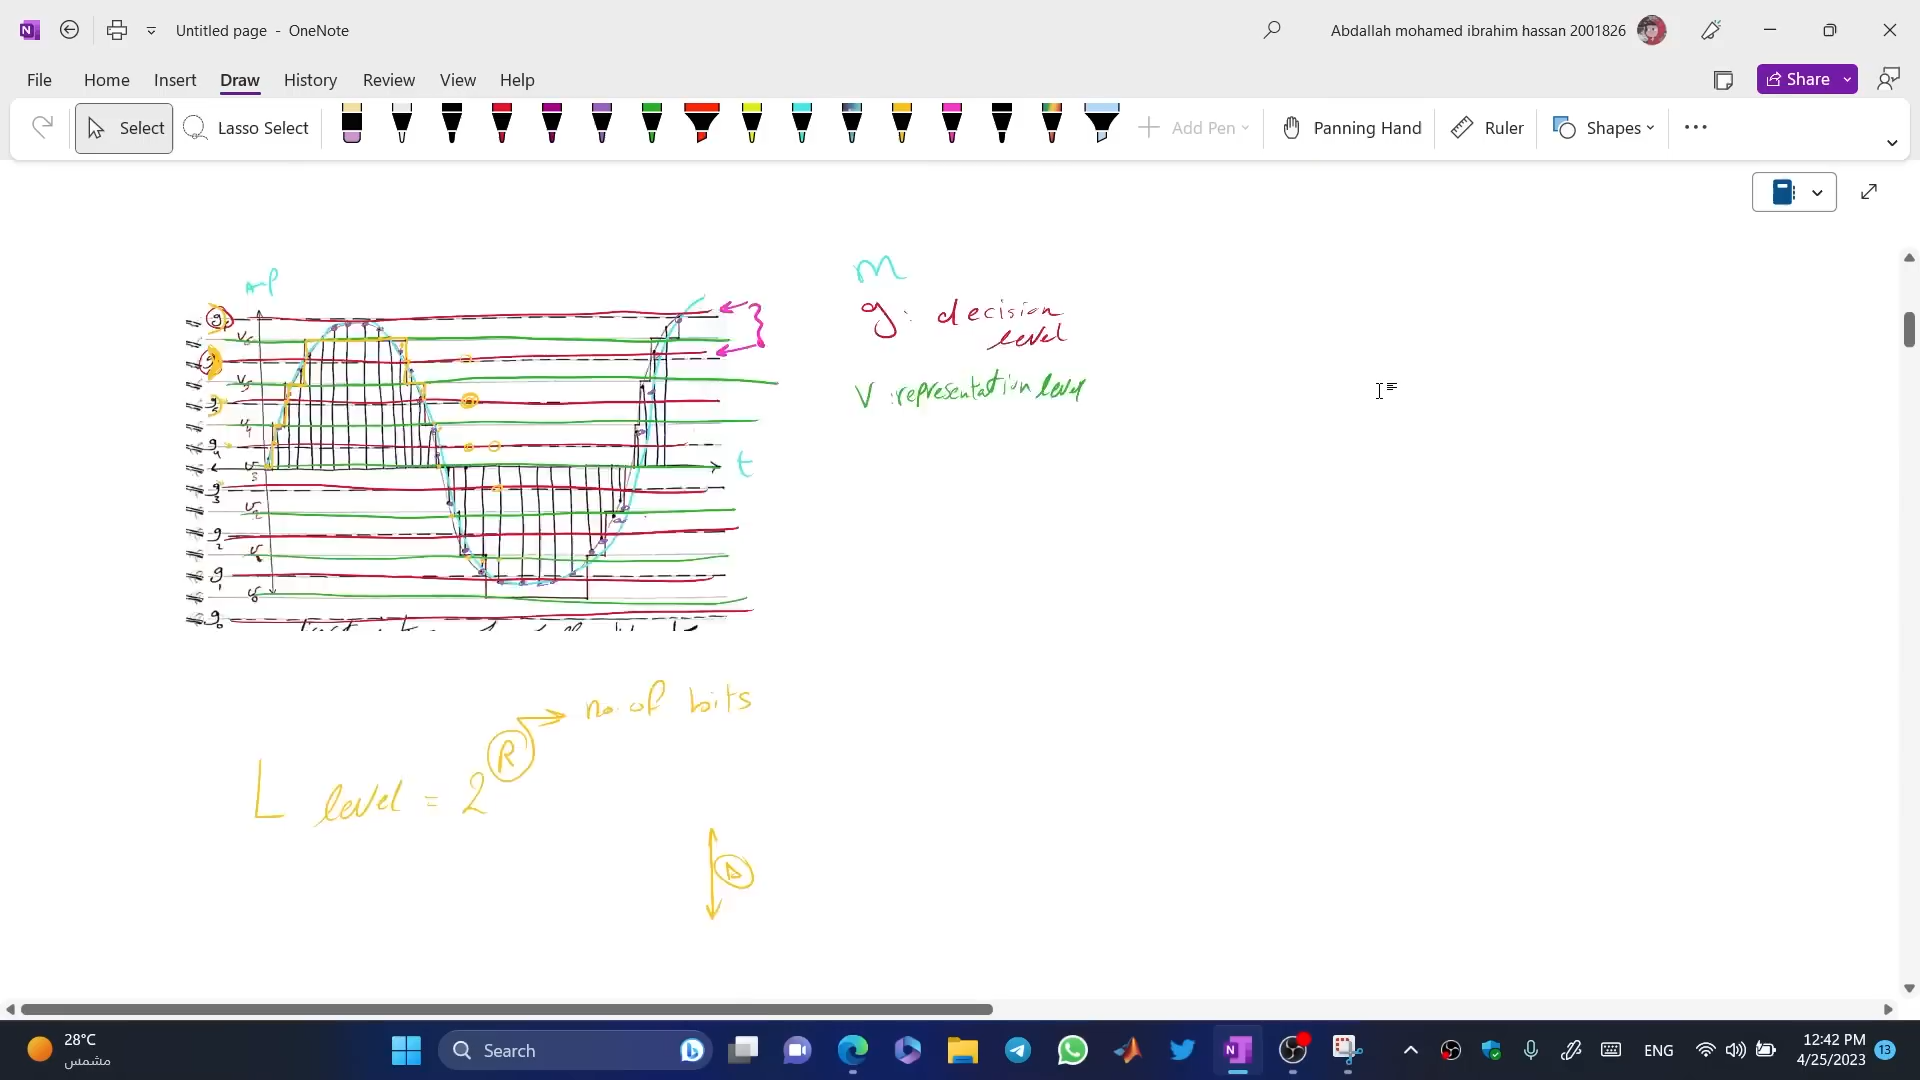 Untitled page - OneNote
Abdallah mohamed ibrahim hassan 2001826
File Home Insert Draw History Review View Help
Share
Select
Lasso Select
Add Pen
Panning Hand
Ruler
Shapes
m
g: decision
level
V : representation level
t
no. of bits
L level = 2^R
Δ
28°C
مشمس
Search
ENG
12:42 PM
4/25/2023
13